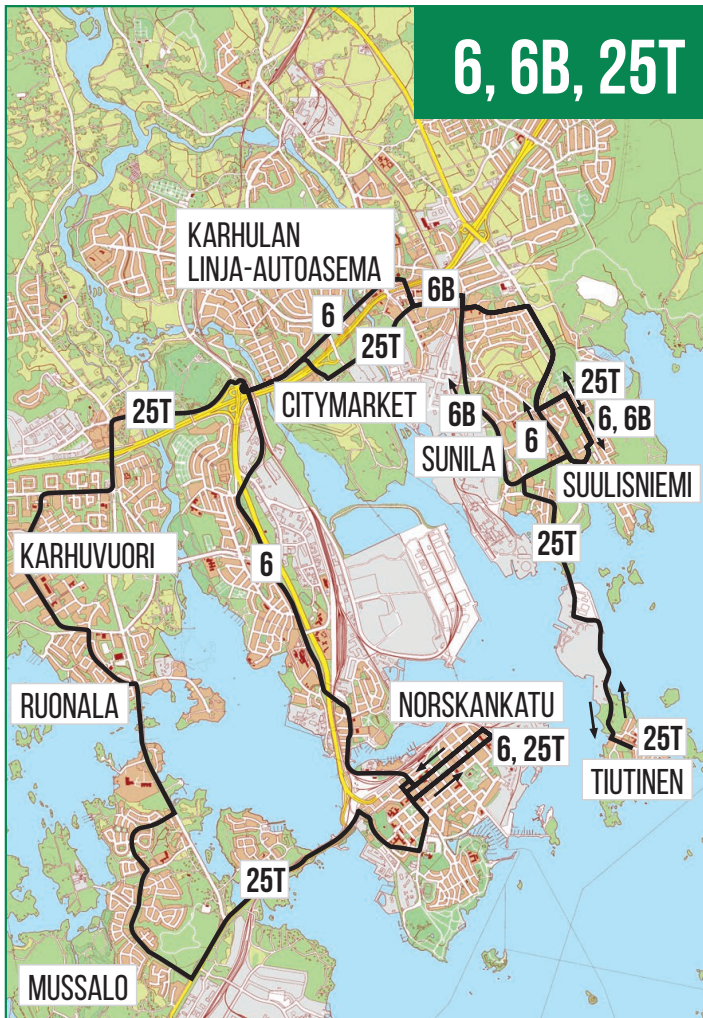 6, 6B, 25T
KARHULAN
LINJA-AUTOASEMA
6B
6
25T
CITYMARKET
25T
25T
6, 6B
6B
6
SUNILA
SUULISNIEMI
25T
KARHUVUORI
6
RUONALA
NORSKANKATU
6, 25T
25T
TIUTINEN
25T
MUSSALO